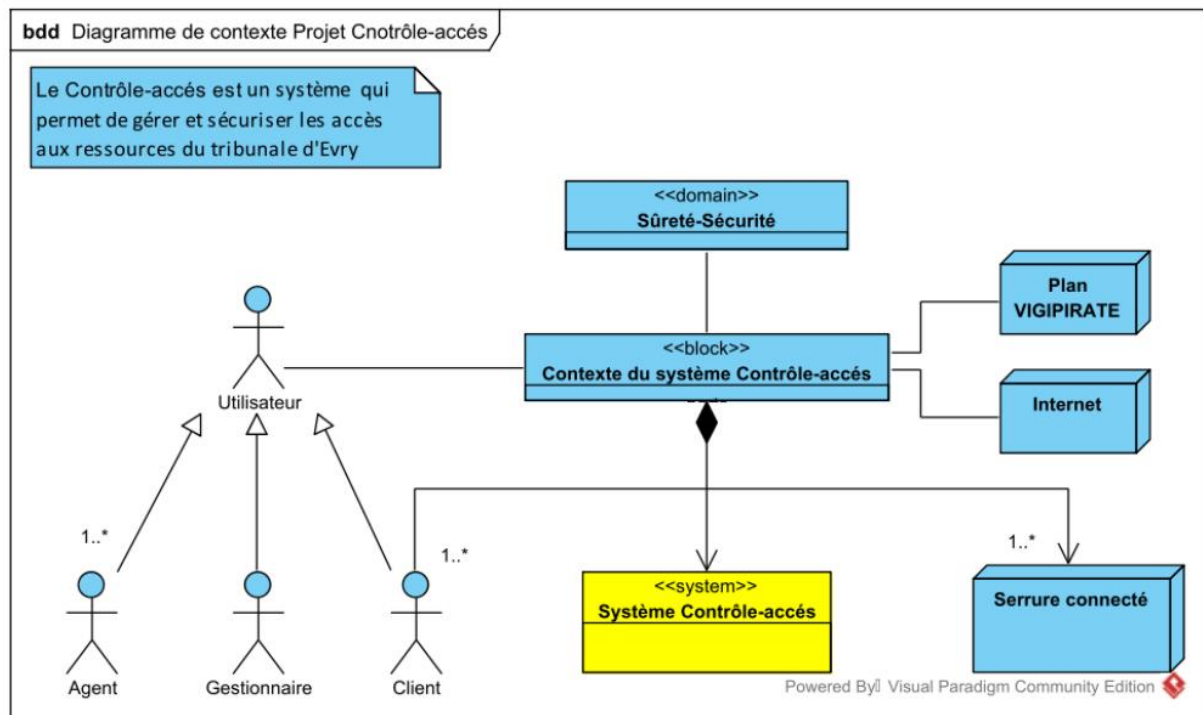 bdd Diagramme de contexte Projet Cnotrôle-accés
Le Contrôle-accés est un système qui
permet de gérer et sécuriser les accès
aux ressources du tribunale d'Evry
<<domain>>
Sûreté-Sécurité
Plan
VIGIPIRATE
<<block>>
Contexte du système Contrôle-accés
Utilisateur
Internet
1..*
1..*
1..*
<<system>>
Système Contrôle-accés
Serrure connecté
Agent
Gestionnaire
Client
Powered By Visual Paradigm Community Edition